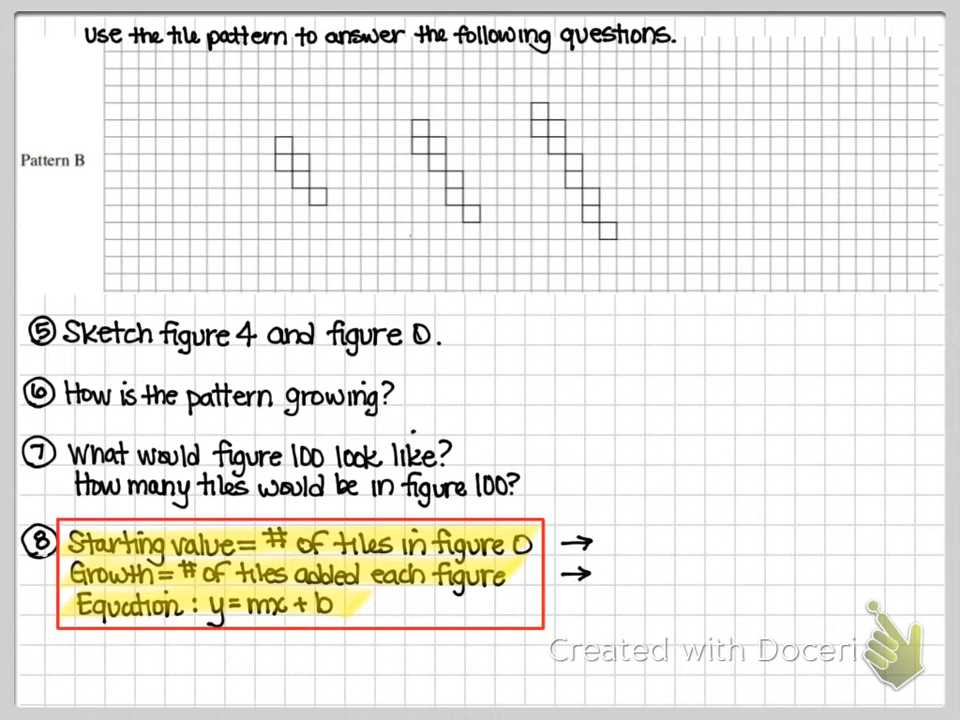 Use the tile pattern to answer the following questions.
Pattern B
⑤ Sketch figure 4 and figure 0.
⑥ How is the pattern growing?
⑦ What would figure 100 look like?
How many tiles would be in figure 100?
⑧ Starting value = # of tiles in figure 0 →
Growth = # of tiles added each figure →
Equation : y = mx + b
Created with Doceri